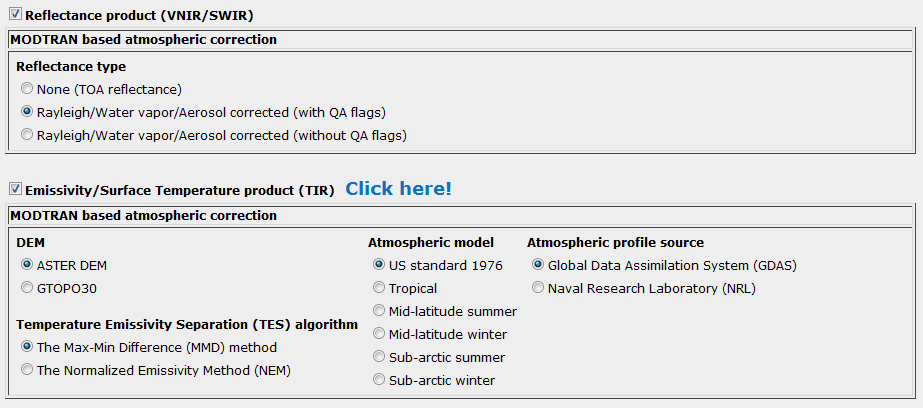 Reflectance product (VNIR/SWIR)
MODTRAN based atmospheric correction
Reflectance type
None (TOA reflectance)
Rayleigh/Water vapor/Aerosol corrected (with QA flags)
Rayleigh/Water vapor/Aerosol corrected (without QA flags)
Emissivity/Surface Temperature product (TIR) Click here!
MODTRAN based atmospheric correction
DEM
ASTER DEM
GTOPO30
Temperature Emissivity Separation (TES) algorithm
The Max-Min Difference (MMD) method
The Normalized Emissivity Method (NEM)
Atmospheric model
US standard 1976
Tropical
Mid-latitude summer
Mid-latitude winter
Sub-arctic summer
Sub-arctic winter
Atmospheric profile source
Global Data Assimilation System (GDAS)
Naval Research Laboratory (NRL)